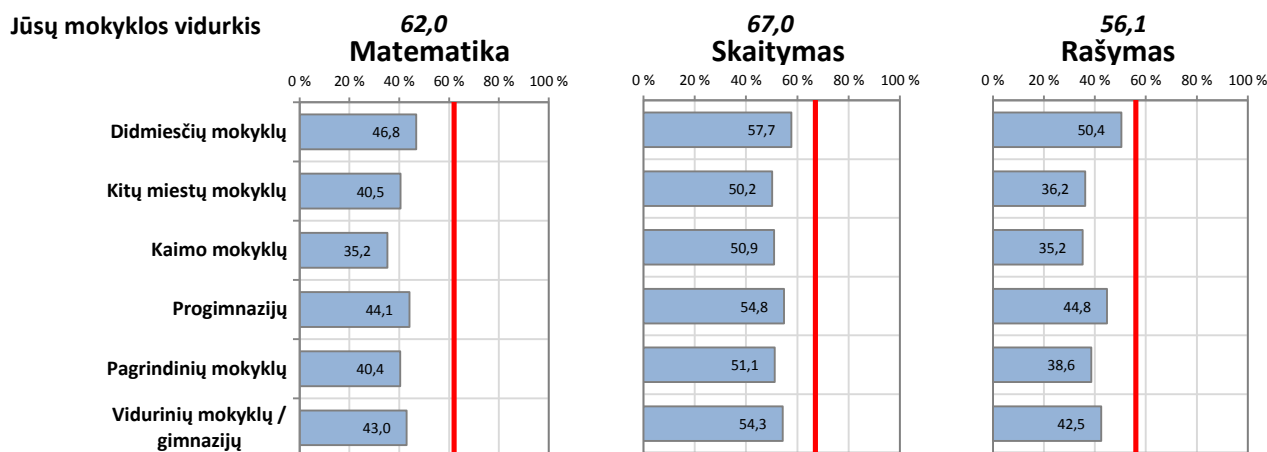 Jūsų mokyklos vidurkis 62,0 67,0 56,1
Matematika Skaitymas Rašymas
0 % 20 % 40 % 60 % 80 % 100 % 0 % 20 % 40 % 60 % 80 % 100 % 0 % 20 % 40 % 60 % 80 % 100 %
Didmiesčių mokyklų 46,8 57,7 50,4
Kitų miestų mokyklų 40,5 50,2 36,2
Kaimo mokyklų 35,2 50,9 35,2
Progimnazijų 44,1 54,8 44,8
Pagrindinių mokyklų 40,4 51,1 38,6
Vidurinių mokyklų /
gimnazijų 43,0 54,3 42,5